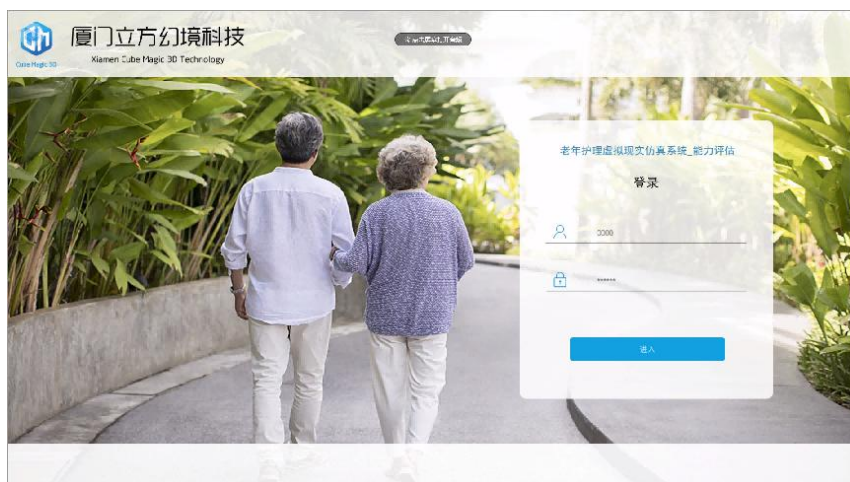 厦门立方幻境科技
Xiamen Cube Magic 3D Technology
Cube Magic 3D
老年护理虚拟现实仿真系统_能力评估
登录
进入